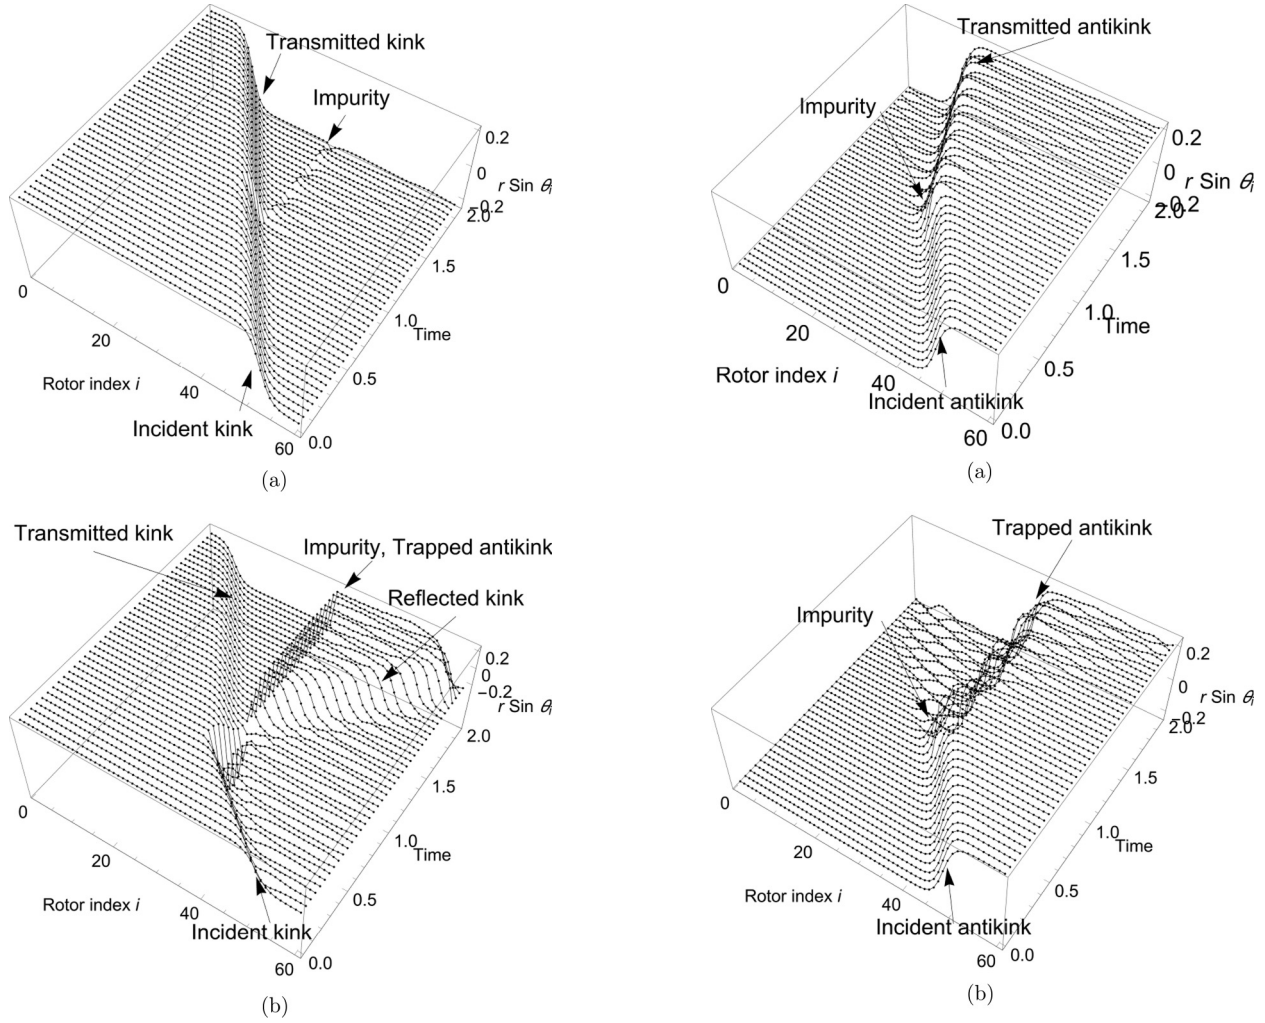 Transmitted kink
Impurity
0.2
0
r Sin θi
−0.2
2.0
1.5
1.0
Time
0.5
0.0
0
20
40
60
Rotor index i
Incident kink
(a)
Transmitted antikink
Impurity
0.2
0
r Sin θi
−0.2
2.0
1.5
1.0
Time
0.5
0.0
0
20
40
60
Rotor index i
Incident antikink
(a)
Transmitted kink
Impurity, Trapped antikink
Reflected kink
0.2
0
−0.2
r Sin θi
2.0
1.5
1.0
Time
0.5
0.0
0
20
40
60
Rotor index i
Incident kink
(b)
Trapped antikink
Impurity
0.2
0
r Sin θi
−0.2
2.0
1.5
1.0
Time
0.5
0.0
0
20
40
60
Rotor index i
Incident antikink
(b)